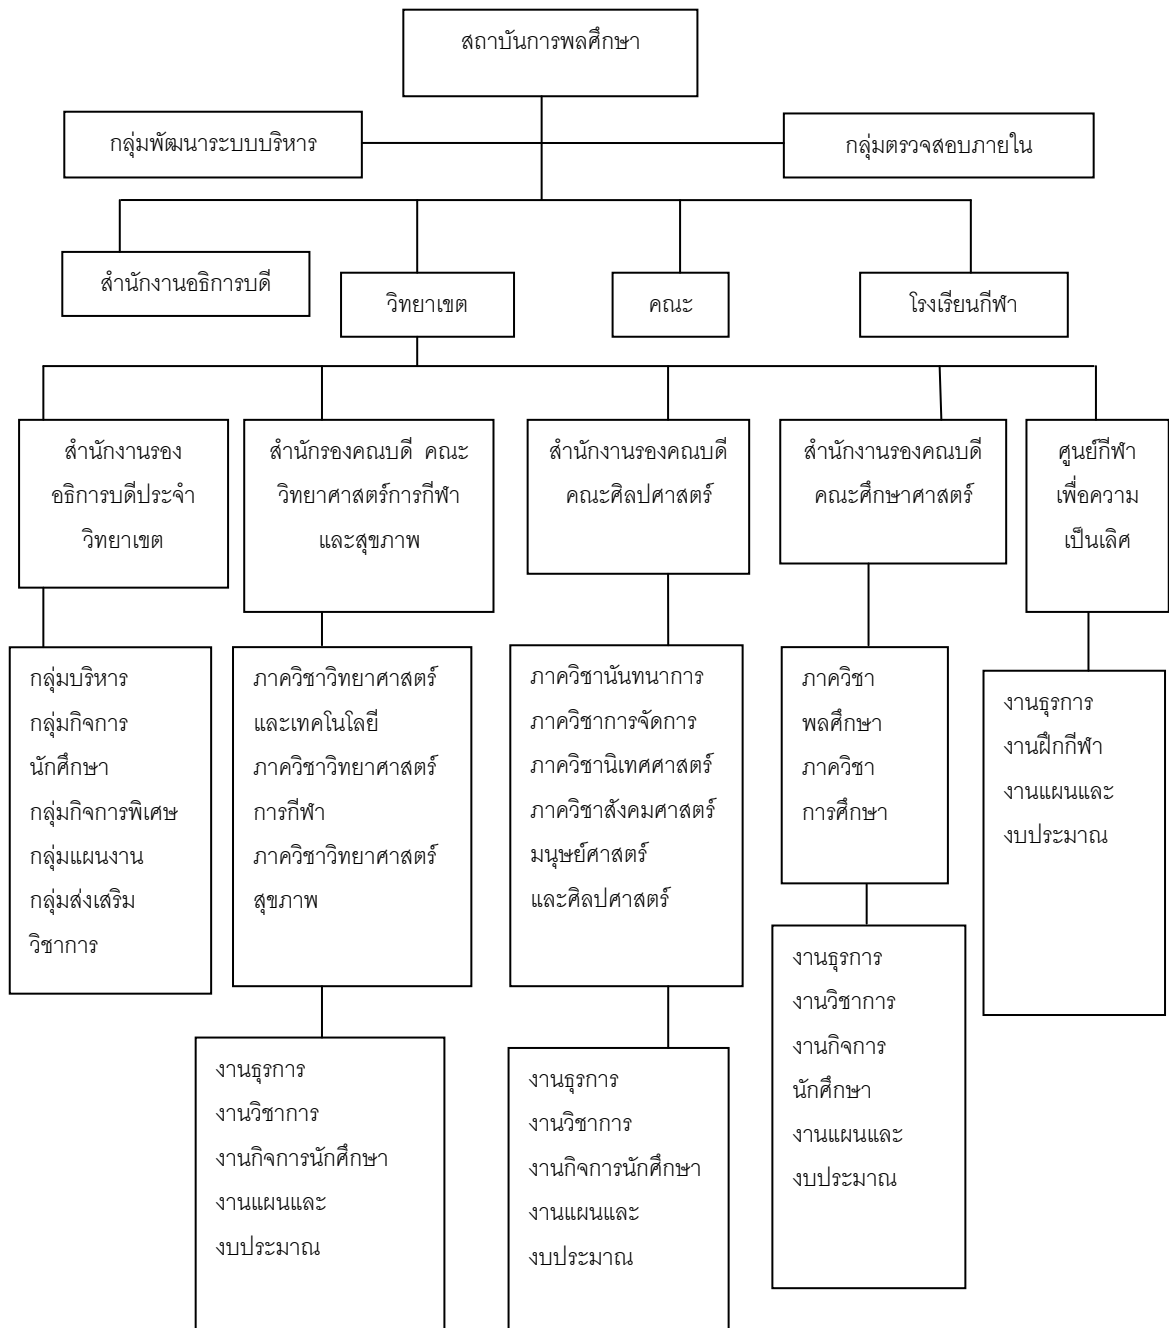 สถาบันการพลศึกษา
กลุ่มพัฒนาระบบบริหาร
กลุ่มตรวจสอบภายใน
สำนักงานอธิการบดี
วิทยาเขต
คณะ
โรงเรียนกีฬา
สำนักงานรอง
อธิการบดีประจำ
วิทยาเขต
สำนักรองคณบดี คณะ
วิทยาศาสตร์การกีฬา
และสุขภาพ
สำนักงานรองคณบดี
คณะศิลปศาสตร์
สำนักงานรองคณบดี
คณะศึกษาศาสตร์
ศูนย์กีฬา
เพื่อความ
เป็นเลิศ
กลุ่มบริหาร
กลุ่มกิจการ
นักศึกษา
กลุ่มกิจการพิเศษ
กลุ่มแผนงาน
กลุ่มส่งเสริม
วิชาการ
ภาควิชาวิทยาศาสตร์
และเทคโนโลยี
ภาควิชาวิทยาศาสตร์
การกีฬา
ภาควิชาวิทยาศาสตร์
สุขภาพ
ภาควิชานันทนาการ
ภาควิชาการจัดการ
ภาควิชานิเทศศาสตร์
ภาควิชาสังคมศาสตร์
มนุษย์ศาสตร์
และศิลปศาสตร์
ภาควิชา
พลศึกษา
ภาควิชา
การศึกษา
งานธุรการ
งานฝึกกีฬา
งานแผนและ
งบประมาณ
งานธุรการ
งานวิชาการ
งานกิจการนักศึกษา
งานแผนและ
งบประมาณ
งานธุรการ
งานวิชาการ
งานกิจการนักศึกษา
งานแผนและ
งบประมาณ
งานธุรการ
งานวิชาการ
งานกิจการ
นักศึกษา
งานแผนและ
งบประมาณ